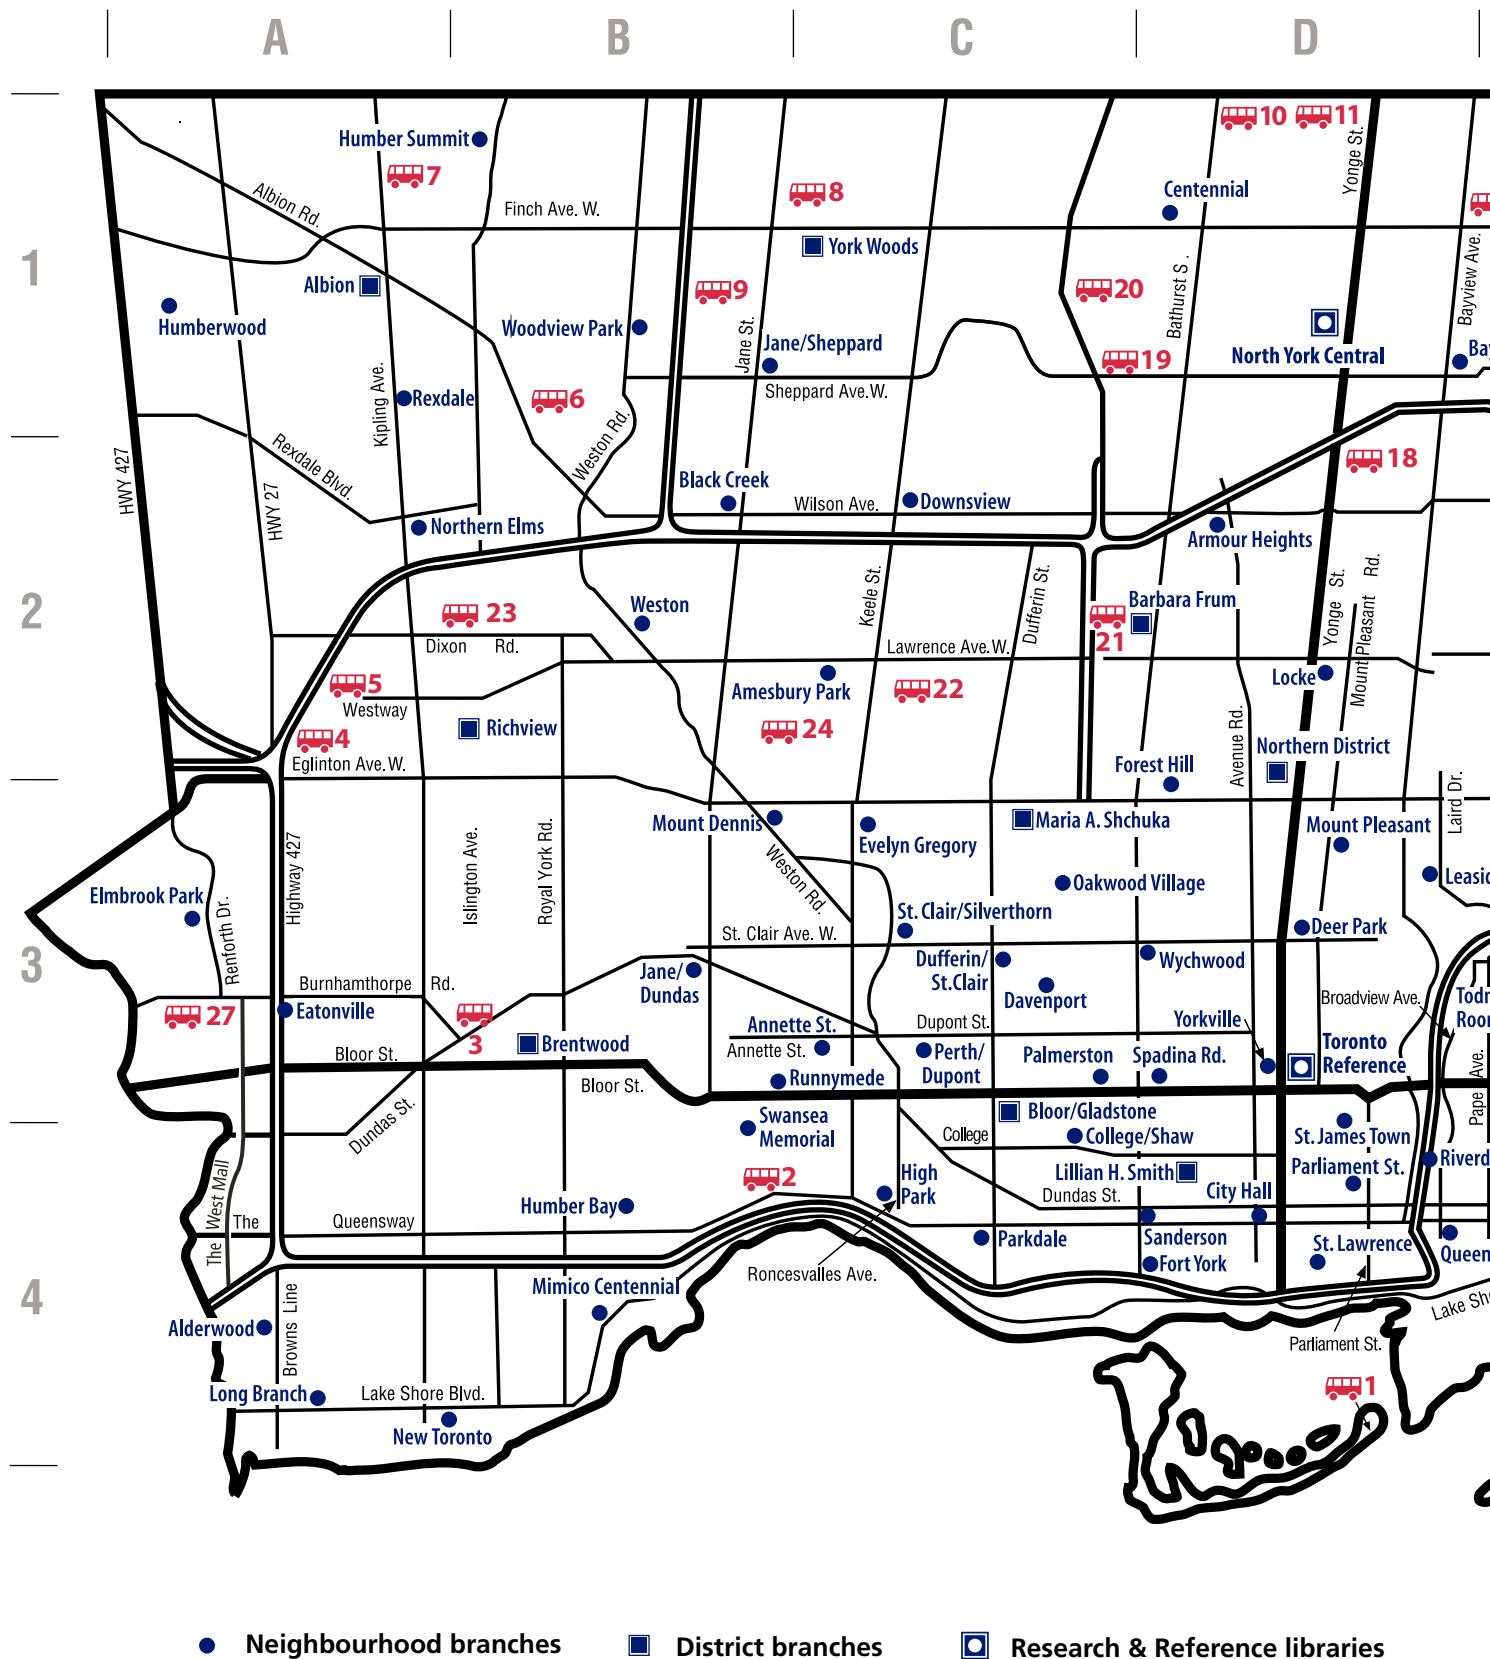 A B C D
1
2
3
4
Humber Summit
7
Albion Rd.
Finch Ave. W.
8
10
11
Yonge St.
Centennial
York Woods
Albion
Humberwood
9
20
Bathurst S .
Bayview Ave.
Woodview Park
Jane St.
Jane/Sheppard
North York Central
Bay
19
Kipling Ave.
Rexdale
6
Sheppard Ave.W.
Weston Rd.
HWY 427
Rexdale Blvd.
HWY 27
18
Black Creek
Wilson Ave.
Downsview
Northern Elms
Armour Heights
Keele St.
Dufferin St.
Yonge St.
Mount Pleasant Rd.
23
Weston
Barbara Frum
21
Dixon Rd.
Lawrence Ave.W.
5
Westway
Amesbury Park
22
Locke
4
Richview
24
Avenue Rd.
Northern District
Eglinton Ave.W.
Forest Hill
Laird Dr.
Mount Dennis
Evelyn Gregory
Maria A. Shchuka
Mount Pleasant
Highway 427
Islington Ave.
Royal York Rd.
Weston Rd.
Oakwood Village
Leasid
Elmbrook Park
Renforth Dr.
St. Clair/Silverthorn
St. Clair Ave. W.
Deer Park
Jane/
Dundas
Dufferin/
St.Clair
Wychwood
Burnhamthorpe Rd.
Davenport
Broadview Ave.
Todm
Room
27
Eatonville
3
Brentwood
Annette St.
Annette St.
Dupont St.
Yorkville
Toronto
Reference
Bloor St.
Bloor St.
Runnymede
Perth/
Dupont
Palmerston
Spadina Rd.
Pape Ave.
Dundas St.
Swansea
Memorial
Bloor/Gladstone
College
College/Shaw
St. James Town
The West Mall
2
High
Park
Lillian H. Smith
Parliament St.
Riverd
The Queensway
Humber Bay
Dundas St.
City Hall
Parkdale
Sanderson
St. Lawrence
Queen
Roncesvalles Ave.
Fort York
Mimico Centennial
Browns Line
Alderwood
Lake Sho
Parliament St.
Long Branch
Lake Shore Blvd.
1
New Toronto
Neighbourhood branches
District branches
Research & Reference libraries